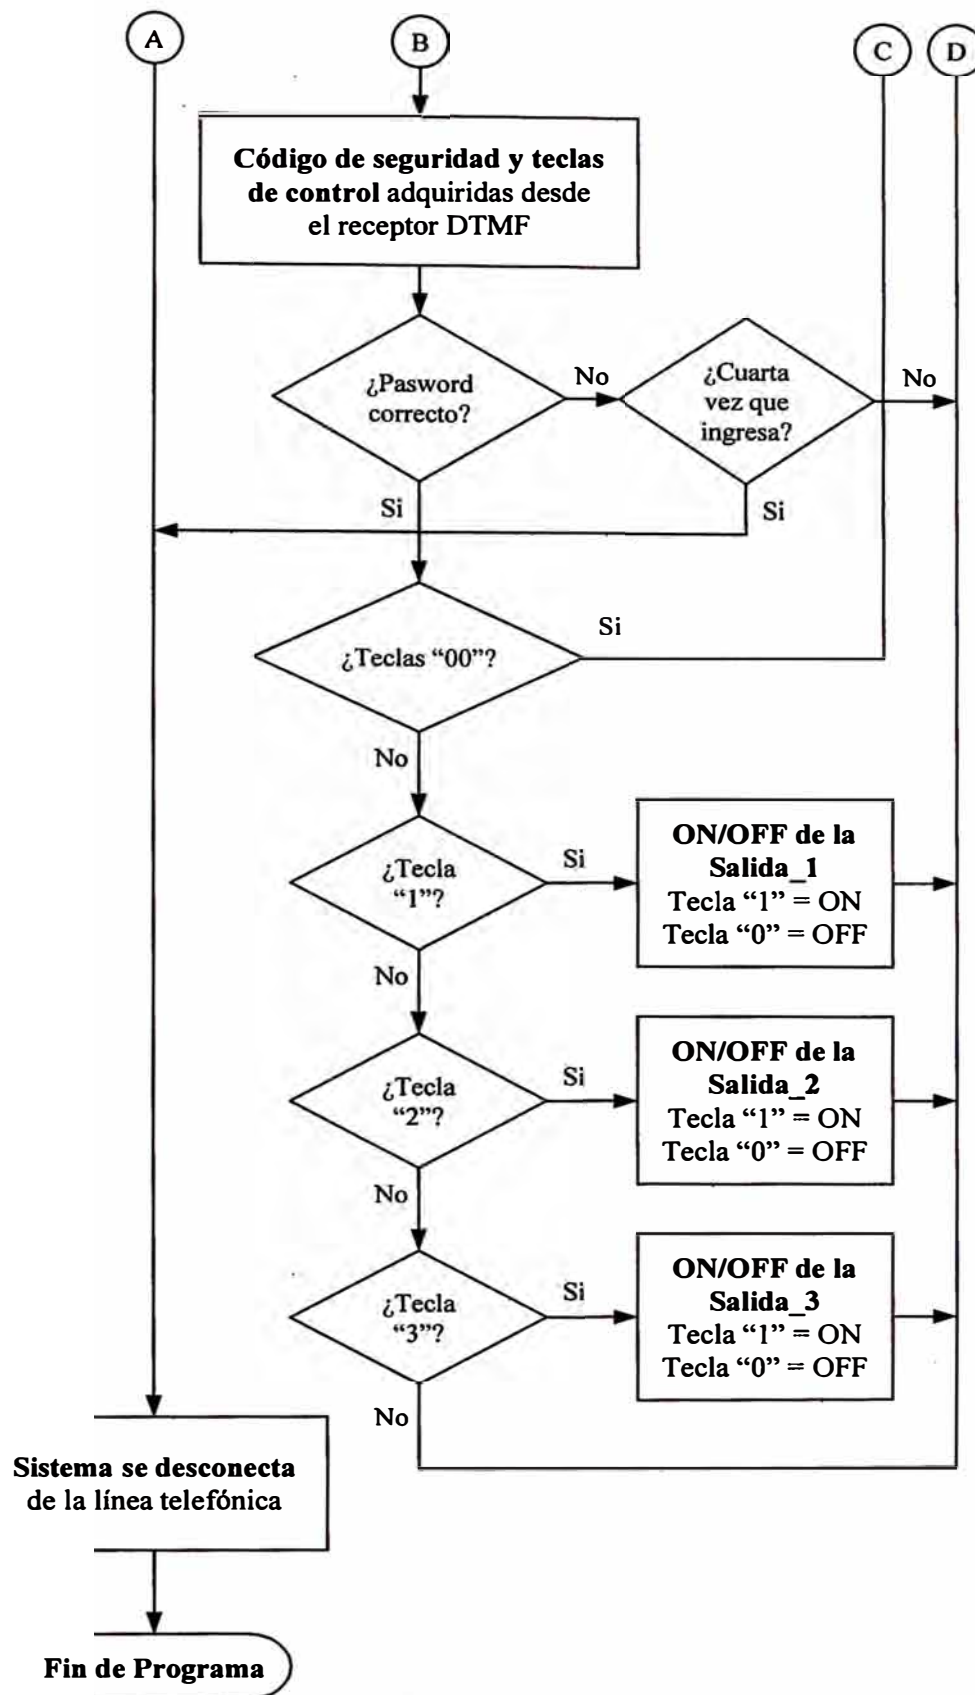 A
B
C
D
Código de seguridad y teclas
de control adquiridas desde
el receptor DTMF
¿Pasword
correcto?
No
¿Cuarta
vez que
ingresa?
No
Si
Si
¿Teclas “00”?
Si
No
¿Tecla
“1”?
Si
ON/OFF de la
Salida_1
Tecla “1” = ON
Tecla “0” = OFF
No
¿Tecla
“2”?
Si
ON/OFF de la
Salida_2
Tecla “1” = ON
Tecla “0” = OFF
No
¿Tecla
“3”?
Si
ON/OFF de la
Salida_3
Tecla “1” = ON
Tecla “0” = OFF
No
Sistema se desconecta
de la línea telefónica
Fin de Programa